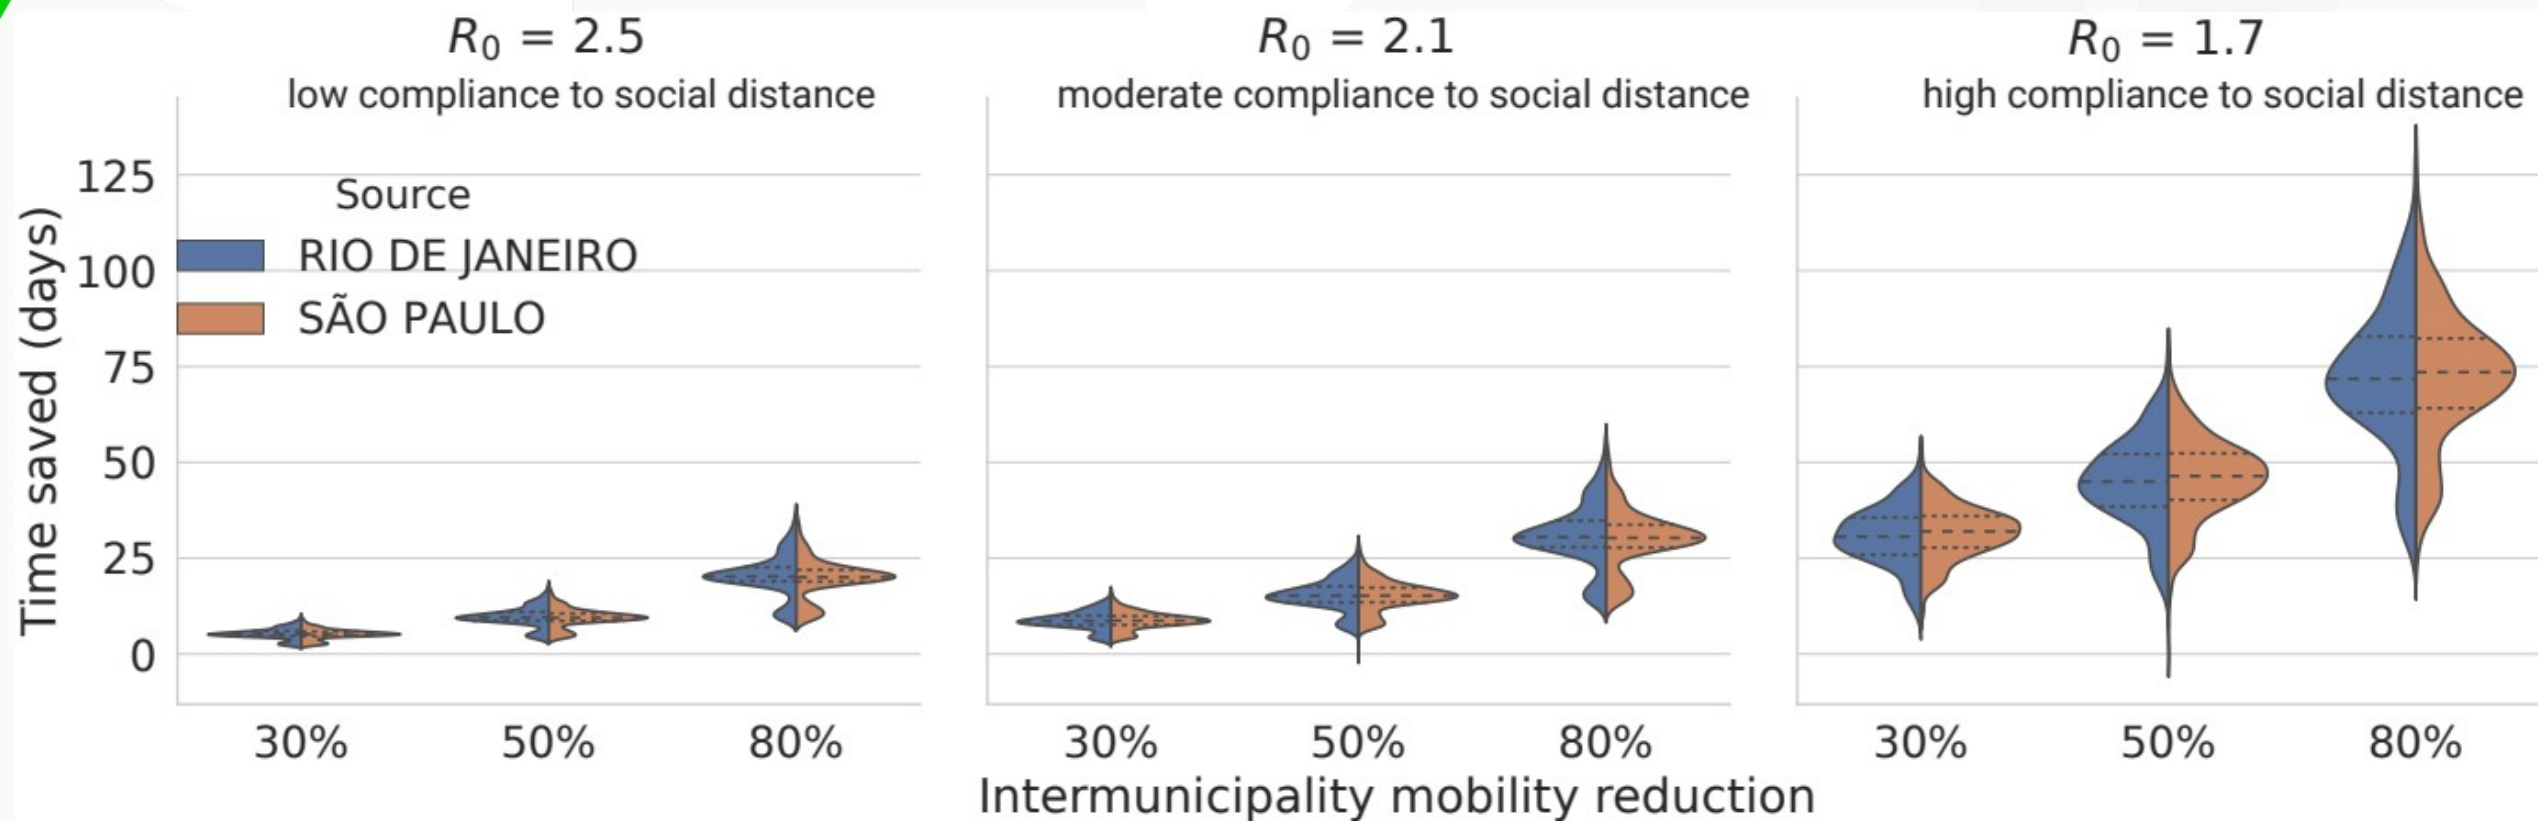 R₀ = 2.5
low compliance to social distance
R₀ = 2.1
moderate compliance to social distance
R₀ = 1.7
high compliance to social distance
Time saved (days)
125
100
75
50
25
0
Source
RIO DE JANEIRO
SÃO PAULO
30% 50% 80%
30% 50% 80%
30% 50% 80%
Intermunicipality mobility reduction